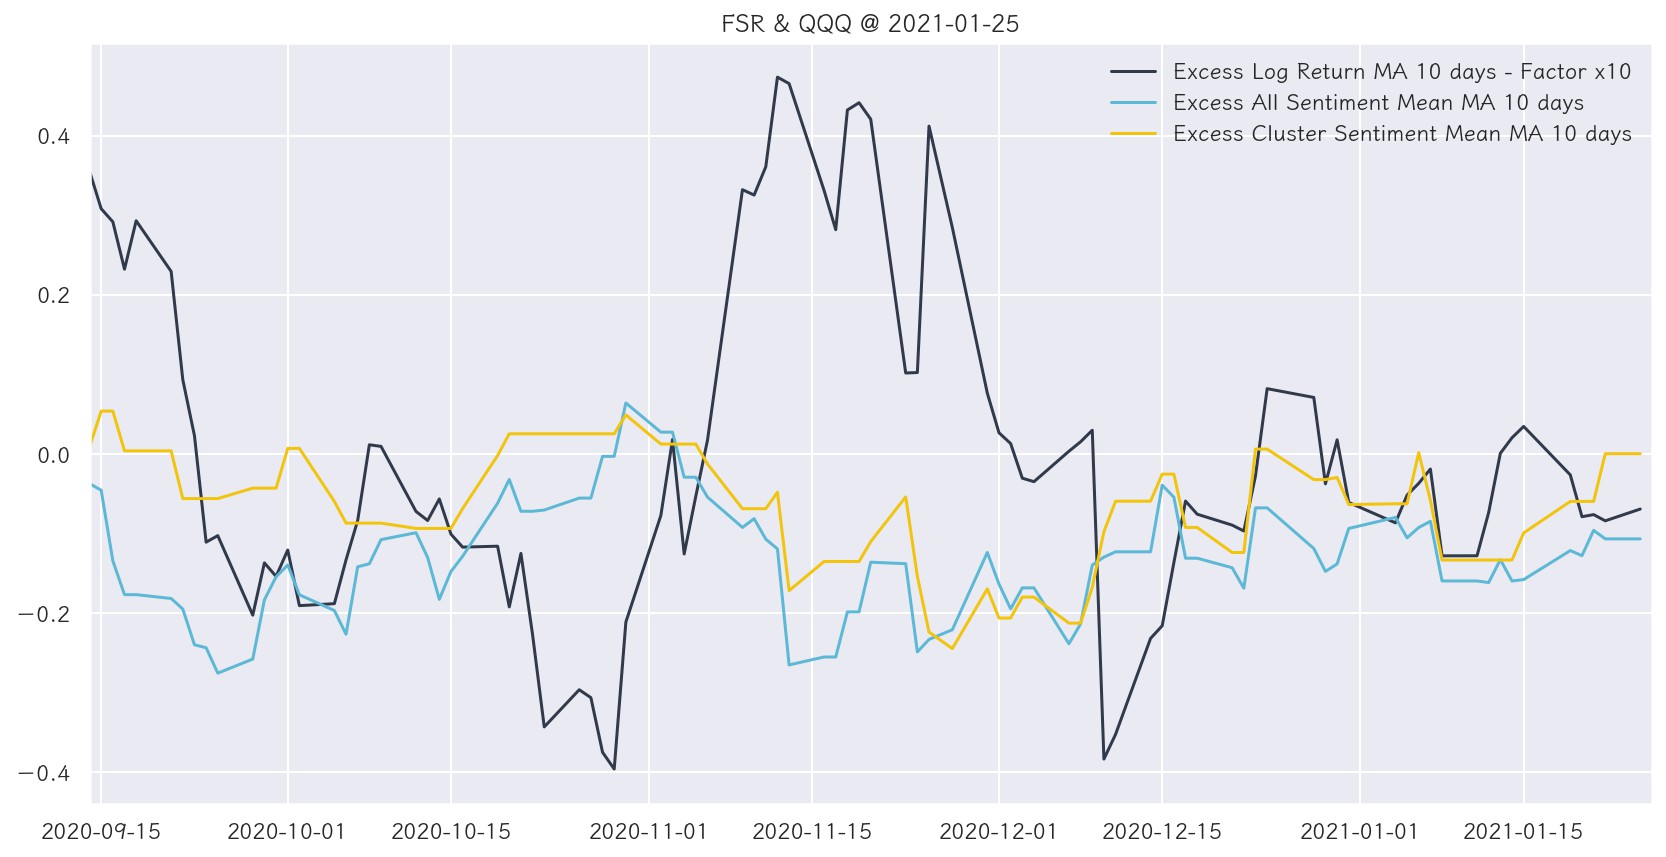 FSR & QQQ @ 2021-01-25
Excess Log Return MA 10 days - Factor x10
Excess All Sentiment Mean MA 10 days
Excess Cluster Sentiment Mean MA 10 days
0.4
0.2
0.0
−0.2
−0.4
2020-09-15 2020-10-01 2020-10-15 2020-11-01 2020-11-15 2020-12-01 2020-12-15 2021-01-01 2021-01-15